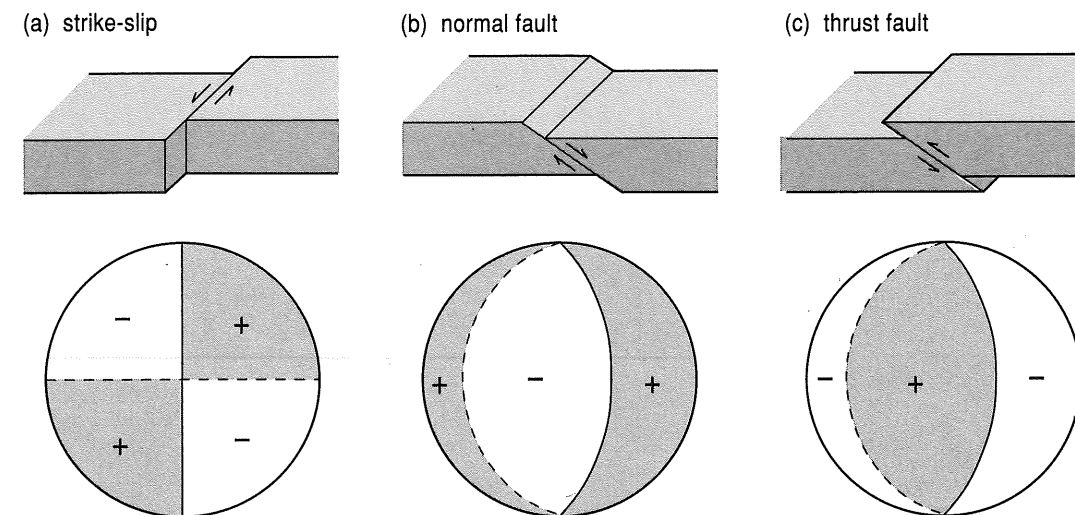 (a) strike-slip
(b) normal fault
(c) thrust fault
− +
+ −
+ − +
− + −